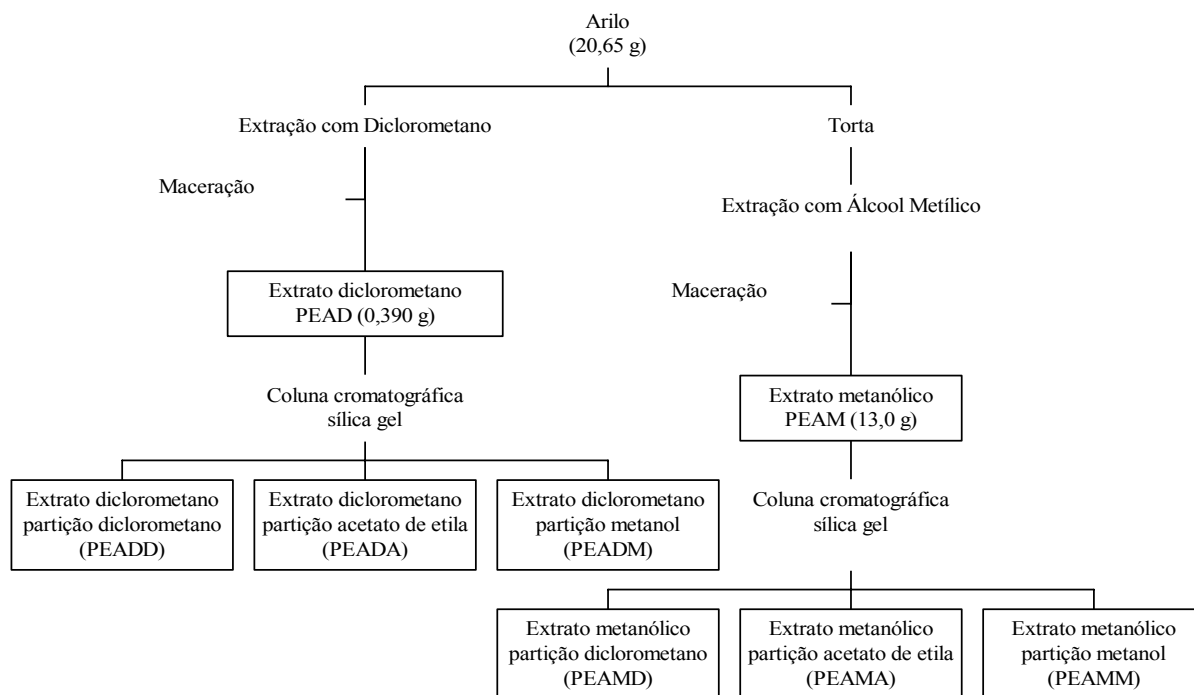 Arilo
(20,65 g)
Extração com Diclorometano
Torta
Maceração
Extração com Álcool Metílico
Extrato diclorometano
PEAD (0,390 g)
Maceração
Coluna cromatográfica
sílica gel
Extrato metanólico
PEAM (13,0 g)
Extrato diclorometano
partição diclorometano
(PEADD)
Extrato diclorometano
partição acetato de etila
(PEADA)
Extrato diclorometano
partição metanol
(PEADM)
Coluna cromatográfica
sílica gel
Extrato metanólico
partição diclorometano
(PEAMD)
Extrato metanólico
partição acetato de etila
(PEAMA)
Extrato metanólico
partição metanol
(PEAMM)